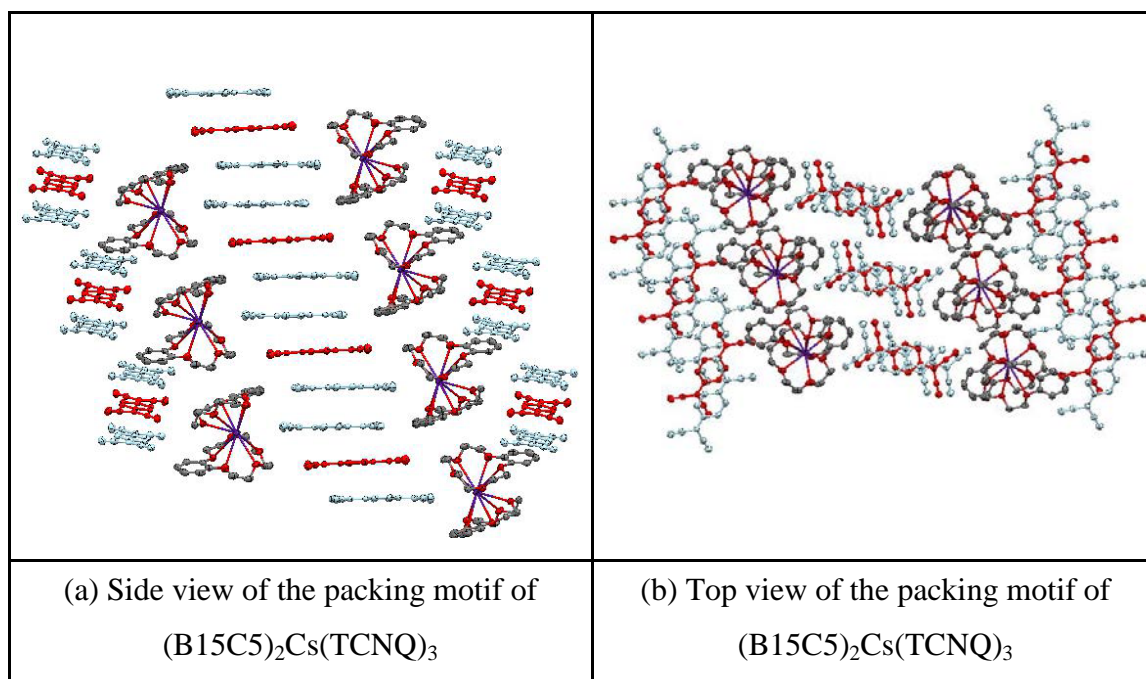 (a) Side view of the packing motif of
(B15C5)₂Cs(TCNQ)₃
(b) Top view of the packing motif of
(B15C5)₂Cs(TCNQ)₃